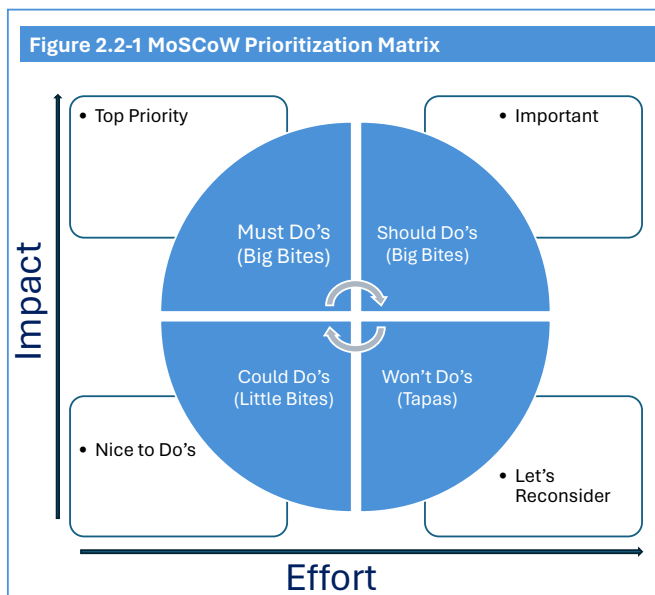 Figure 2.2-1 MoSCoW Prioritization Matrix
• Top Priority
• Important
Must Do's
(Big Bites)
Should Do's
(Big Bites)
Impact
Could Do's
(Little Bites)
Won't Do's
(Tapas)
• Nice to Do's
• Let's
Reconsider
Effort